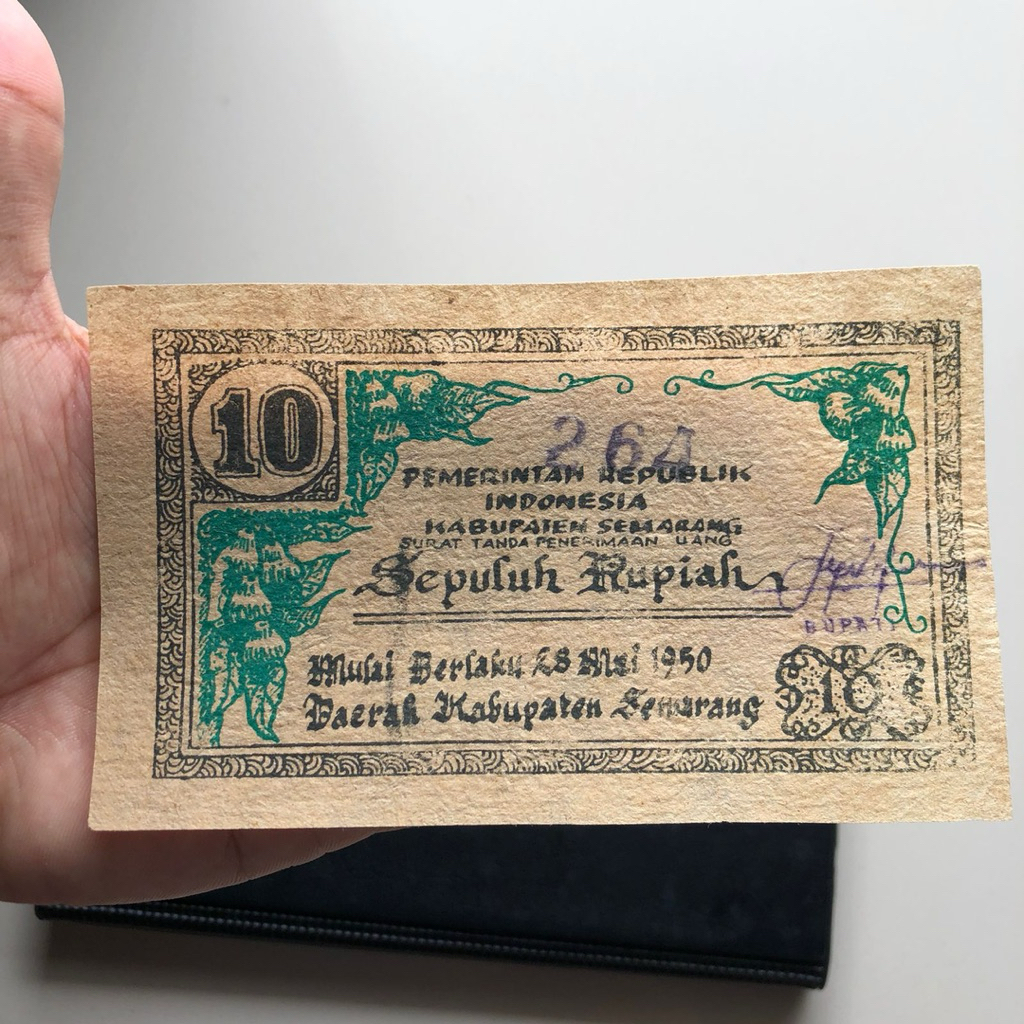 10
264
PEMERINTAH REPUBLIK
INDONESIA
KABUPATEN SEMARANG
SURAT TANDA PENERIMAAN UANG
Sepuluh Rupiah
BUPATI
Mulai Berlaku 28 Mei 1950
Daerah Kabupaten Semarang
10